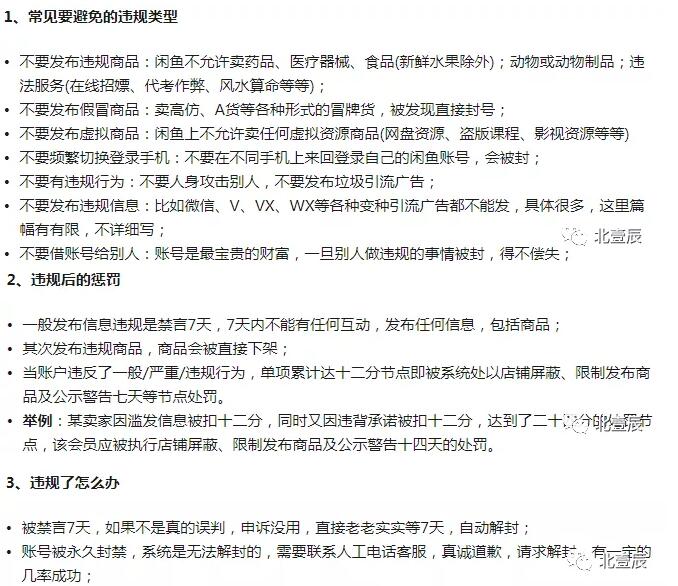 1、常见要避免的违规类型
• 不要发布违规商品：闲鱼不允许卖药品、医疗器械、食品(新鲜水果除外)；动物或动物制品；违
法服务(在线招嫖、代考作弊、风水算命等等)；
• 不要发布假冒商品：卖高仿、A货等各种形式的冒牌货，被发现直接封号；
• 不要发布虚拟商品：闲鱼上不允许卖任何虚拟资源商品(网盘资源、盗版课程、影视资源等等)
• 不要频繁切换登录手机：不要在不同手机上来回登录自己的闲鱼账号，会被封；
• 不要有违规行为：不要人身攻击别人，不要发布垃圾引流广告；
• 不要发布违规信息：比如微信、V、VX、WX等各种变种引流广告都不能发，具体很多，这里篇
幅有有限，不详细写；
北壹辰
• 不要借账号给别人：账号是最宝贵的财富，一旦别人做违规的事情被封，得不偿失；
2、违规后的惩罚
• 一般发布信息违规是禁言7天，7天内不能有任何互动，发布任何信息，包括商品；
• 其次发布违规商品，商品会被直接下架；
• 当账户违反了一般/严重/违规行为，单项累计达十二分节点即被系统处以店铺屏蔽、限制发布商
品及公示警告七天等节点处罚。
• 举例：某卖家因滥发信息被扣十二分，同时又因违背承诺被扣十二分，达到了二十 分的 节
北壹辰
点，该会员应被执行店铺屏蔽、限制发布商品及公示警告十四天的处罚。
3、违规了怎么办
• 被禁言7天，如果不是真的误判，申诉没用，直接老老实实等7天，自动解封；
• 账号被永久封禁，系统是无法解封的，需要联系人工电话客服，真诚道歉，请求解封，有一定的
北壹辰
几率成功；